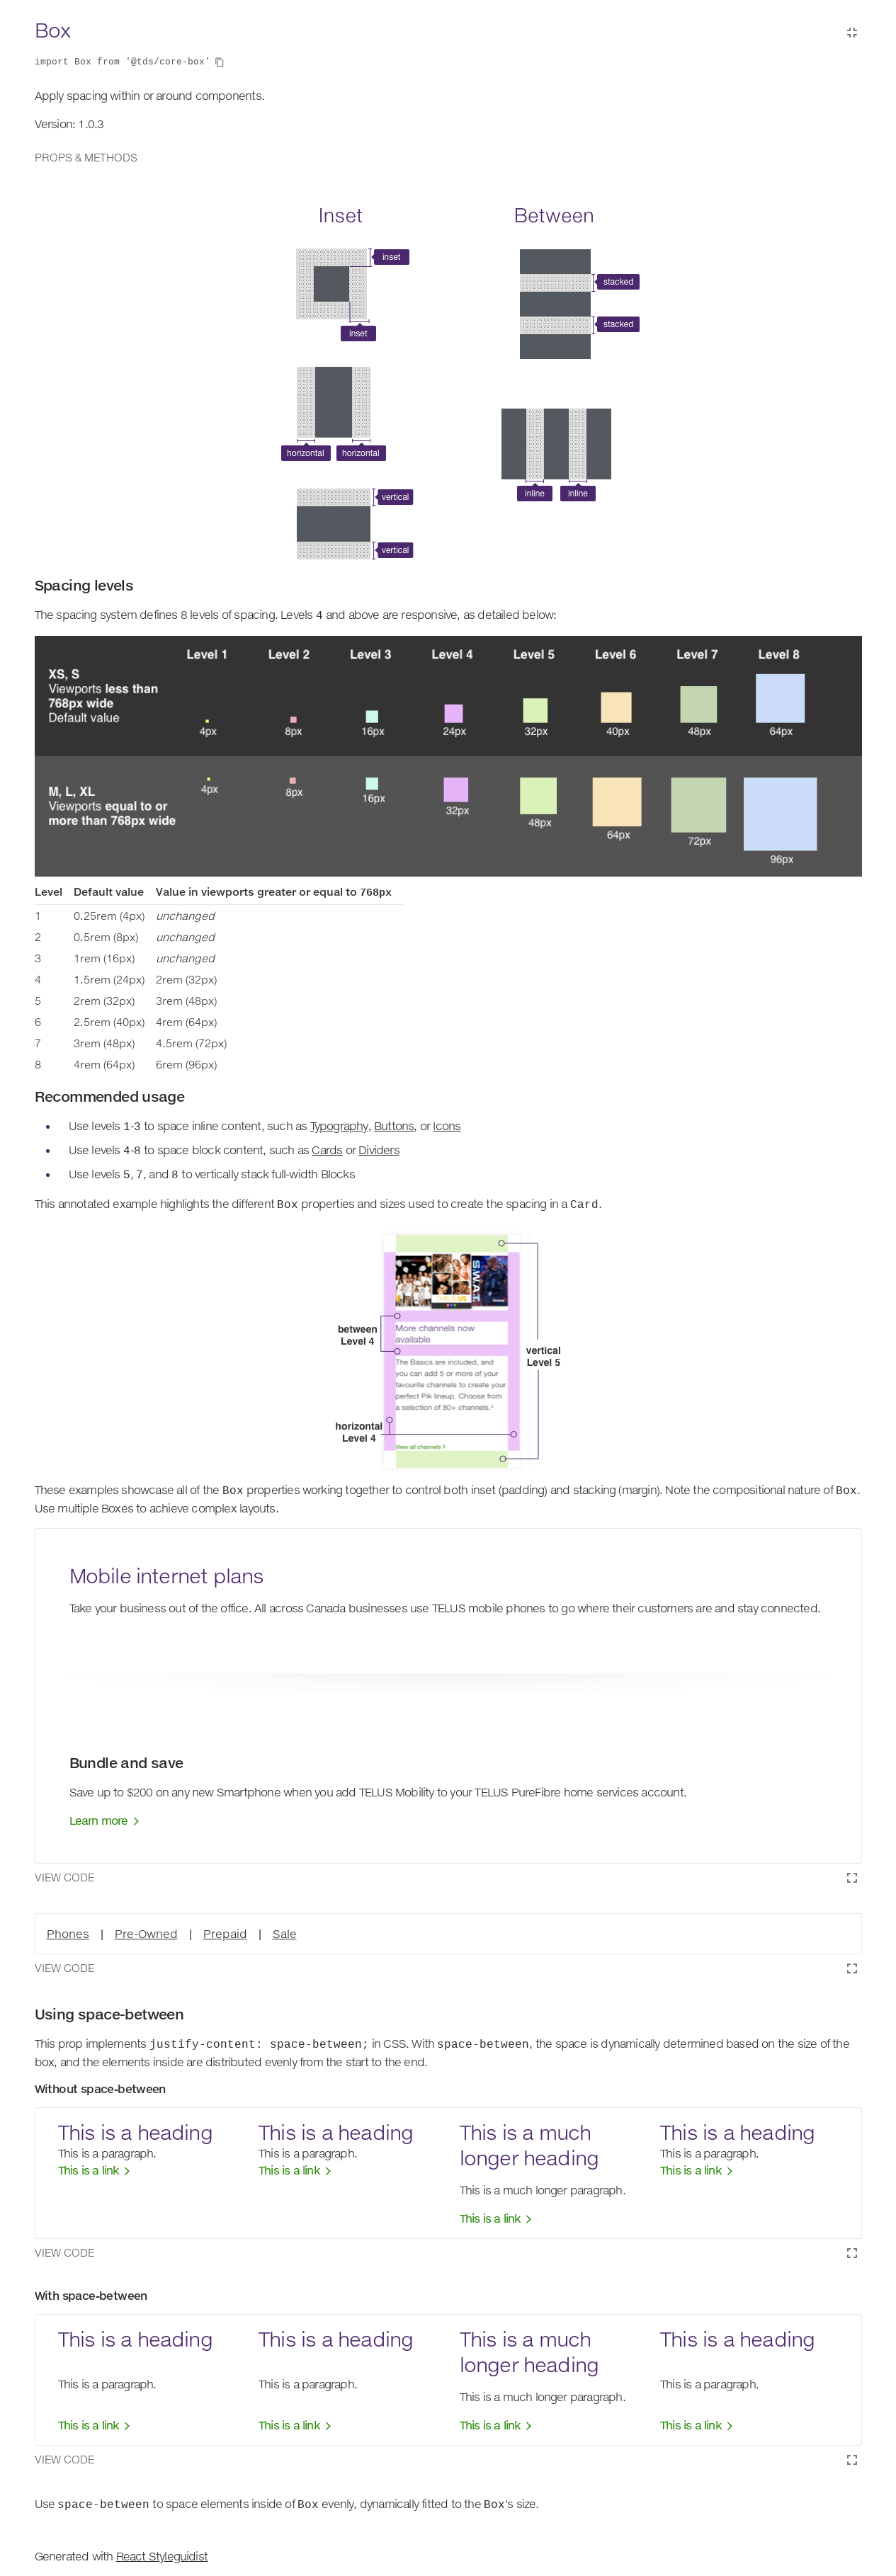 Box
import Box from '@tds/core-box'
Apply spacing within or around components.
Version: 1.0.3
PROPS & METHODS
Inset
Between
inset
inset
stacked
stacked
horizontal
horizontal
inline
inline
vertical
vertical
Spacing levels
The spacing system defines 8 levels of spacing. Levels 4 and above are responsive, as detailed below:
Level 1 Level 2 Level 3 Level 4 Level 5 Level 6 Level 7 Level 8
XS, S
Viewports less than
768px wide
Default value
4px 8px 16px 24px 32px 40px 48px 64px
M, L, XL
Viewports equal to or
more than 768px wide
4px 8px 16px 32px 48px 64px 72px 96px
Level Default value Value in viewports greater or equal to 768px
1 0.25rem (4px) unchanged
2 0.5rem (8px) unchanged
3 1rem (16px) unchanged
4 1.5rem (24px) 2rem (32px)
5 2rem (32px) 3rem (48px)
6 2.5rem (40px) 4rem (64px)
7 3rem (48px) 4.5rem (72px)
8 4rem (64px) 6rem (96px)
Recommended usage
• Use levels 1-3 to space inline content, such as Typography, Buttons, or Icons
• Use levels 4-8 to space block content, such as Cards or Dividers
• Use levels 5, 7, and 8 to vertically stack full-width Blocks
This annotated example highlights the different Box properties and sizes used to create the spacing in a Card.
between
Level 4
More channels now
available
vertical
Level 5
The Basics are included, and
you can add 5 or more of your
favourite channels to create your
perfect Pik lineup. Choose from
a selection of 80+ channels.²
horizontal
Level 4
View all channels >
These examples showcase all of the Box properties working together to control both inset (padding) and stacking (margin). Note the compositional nature of Box.
Use multiple Boxes to achieve complex layouts.
Mobile internet plans
Take your business out of the office. All across Canada businesses use TELUS mobile phones to go where their customers are and stay connected.
Bundle and save
Save up to $200 on any new Smartphone when you add TELUS Mobility to your TELUS PureFibre home services account.
Learn more >
VIEW CODE
Phones | Pre-Owned | Prepaid | Sale
VIEW CODE
Using space-between
This prop implements justify-content: space-between; in CSS. With space-between, the space is dynamically determined based on the size of the
box, and the elements inside are distributed evenly from the start to the end.
Without space-between
This is a heading
This is a paragraph.
This is a link >
This is a heading
This is a paragraph.
This is a link >
This is a much
longer heading
This is a much longer paragraph.
This is a link >
This is a heading
This is a paragraph.
This is a link >
VIEW CODE
With space-between
This is a heading
This is a paragraph.
This is a link >
This is a heading
This is a paragraph.
This is a link >
This is a much
longer heading
This is a much longer paragraph.
This is a link >
This is a heading
This is a paragraph.
This is a link >
VIEW CODE
Use space-between to space elements inside of Box evenly, dynamically fitted to the Box's size.
Generated with React Styleguidist